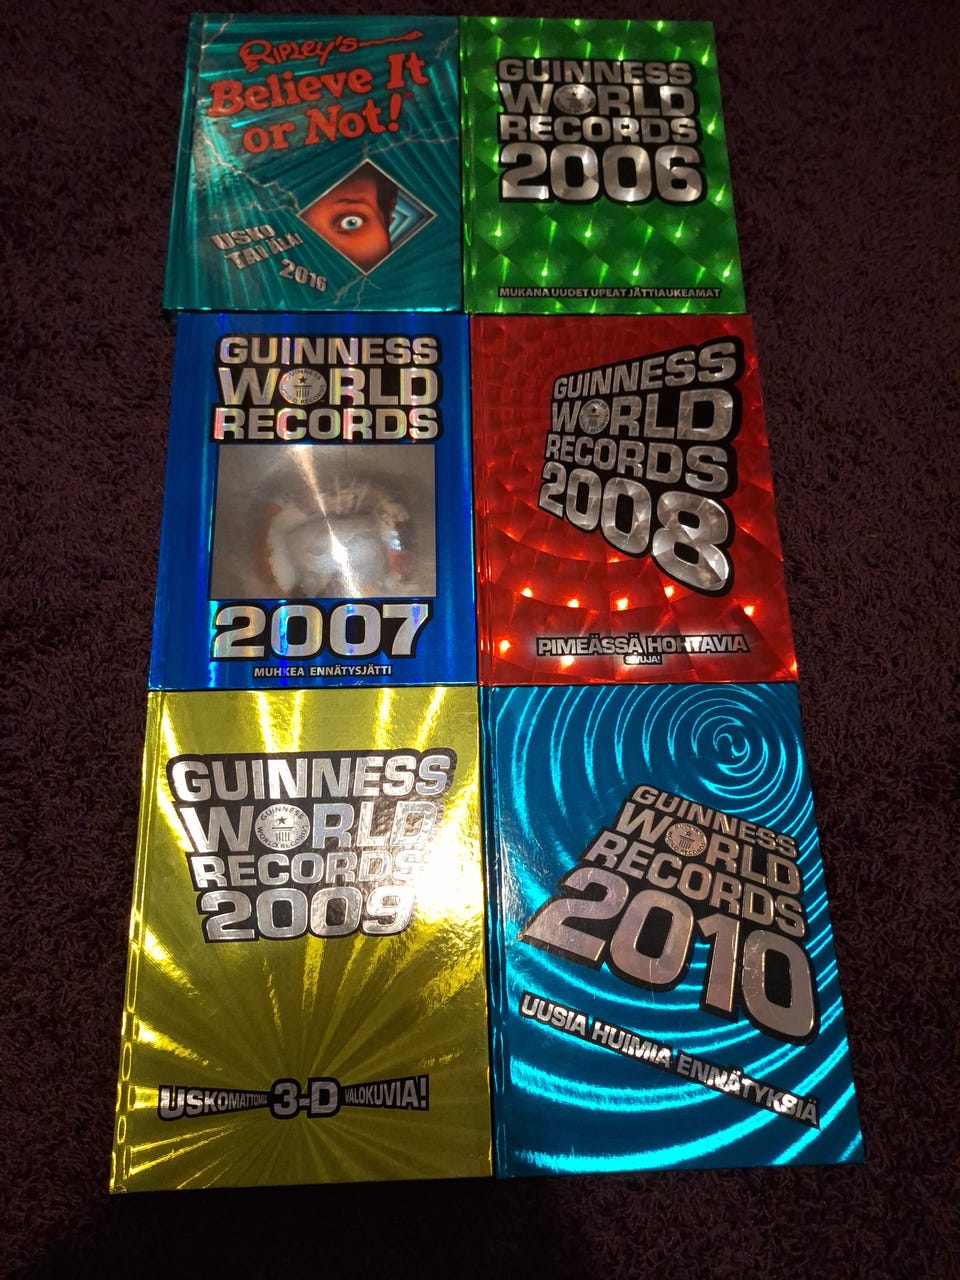 RIPLEY'S
Believe It
or Not!
USKO
TAI ÄLÄ!
2016
GUINNESS
WORLD
RECORDS
2006
MUKANA UUDET UPEAT JÄTTIAUKEAMAT
GUINNESS
WORLD
RECORDS
2007
MUHKEA ENNÄTYSJÄTTI
GUINNESS
WORLD
RECORDS
2008
PIMEÄSSÄ HOHTAVIA
SIVUJA!
GUINNESS
WORLD
RECORDS
2009
USKOMATTOMIA 3-D VALOKUVIA!
GUINNESS
WORLD
RECORDS
2010
UUSIA HUIMIA ENNÄTYKSIÄ